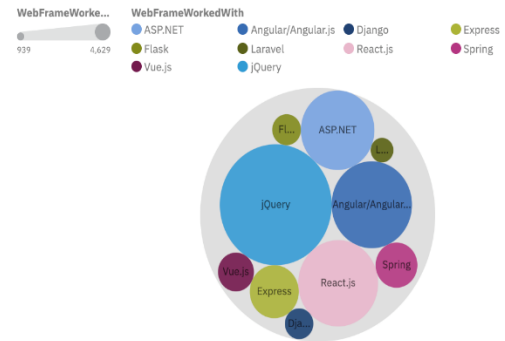 WebFrameWorke... WebFrameWorkedWith
ASP.NET Angular/Angular.js Django Express
939 4,629 Flask Laravel React.js Spring
Vue.js jQuery
Fl... ASP.NET
L...
jQuery Angular/Angular...
Vue.js Spring
Express React.js
Dja...